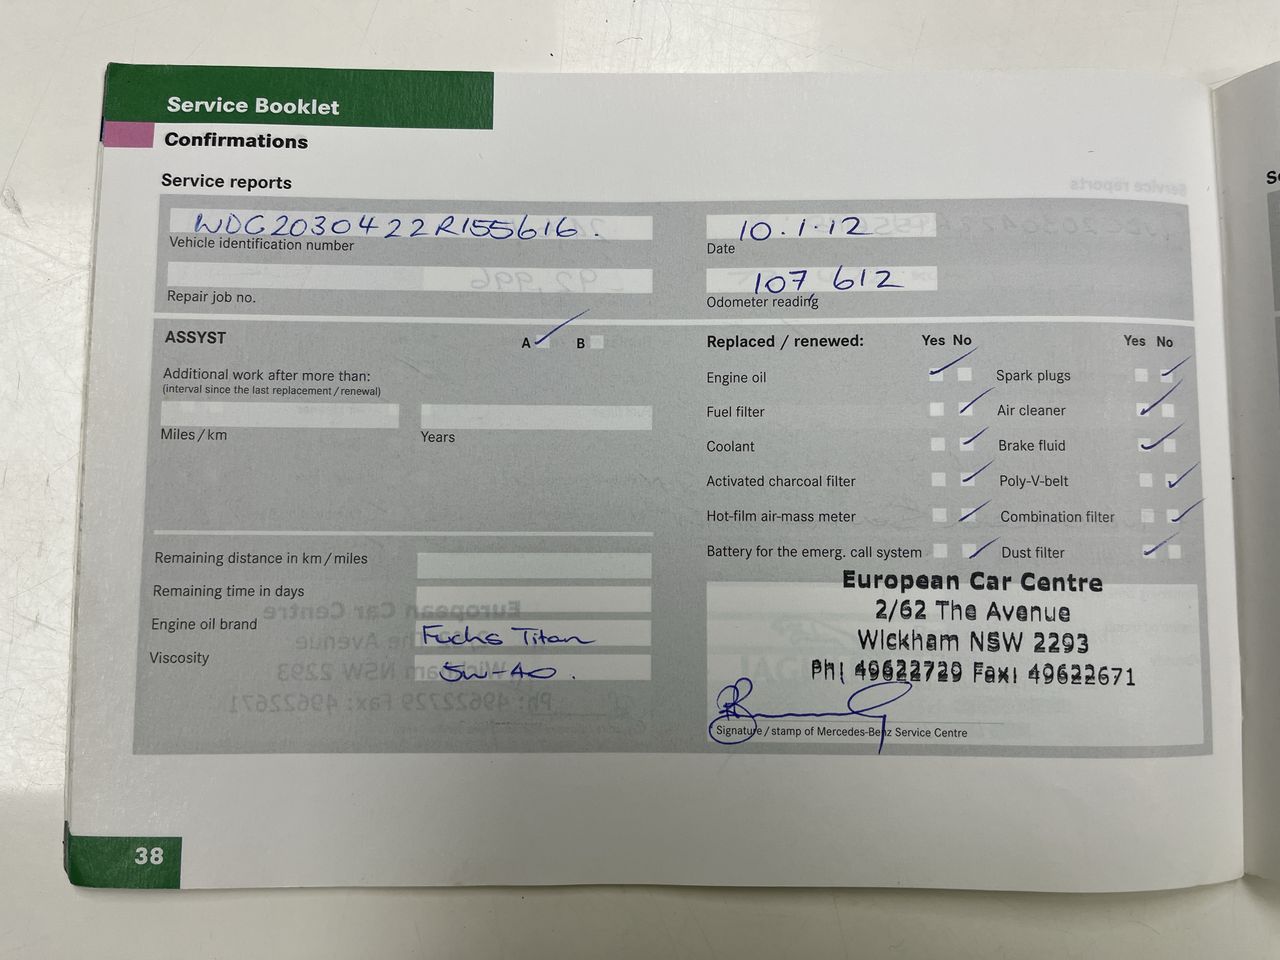 Service Booklet
Confirmations
Service reports
WDC2030422R155616.
Vehicle identification number
10.1.12
Date
Repair job no.
107,612
Odometer reading
ASSYST
A
B
Additional work after more than:
(interval since the last replacement / renewal)
Miles / km
Years
Replaced / renewed:
Yes No
Yes No
Engine oil
Spark plugs
Fuel filter
Air cleaner
Coolant
Brake fluid
Activated charcoal filter
Poly-V-belt
Hot-film air-mass meter
Combination filter
Battery for the emerg. call system
Dust filter
Remaining distance in km / miles
Remaining time in days
Engine oil brand
Fuchs Titan
Viscosity
5W-40.
European Car Centre
2/62 The Avenue
Wickham NSW 2293
Ph: 49622729 Fax: 49622671
Signature / stamp of Mercedes-Benz Service Centre
38